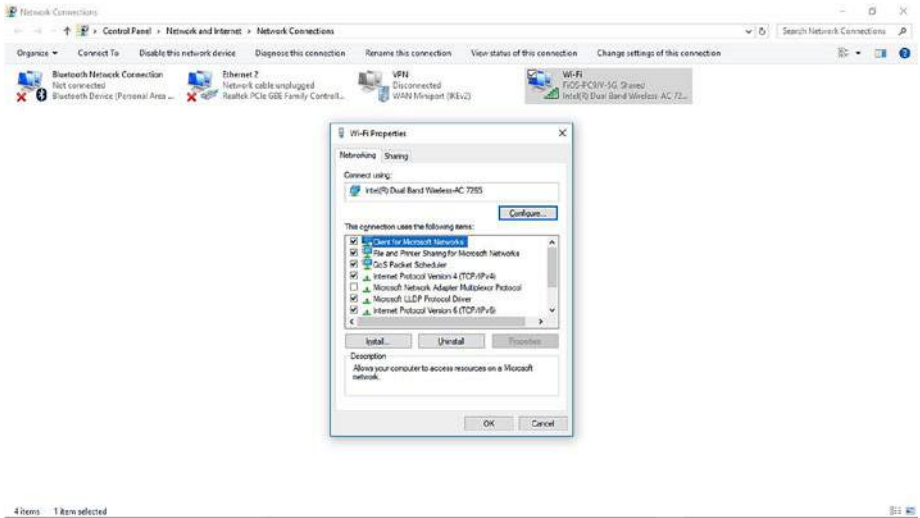 Network Connections
Control Panel > Network and Internet > Network Connections
Search Network Connections
Organize
Connect To
Disable this network device
Diagnose this connection
Rename this connection
View status of this connection
Change settings of this connection
Bluetooth Network Connection
Not connected
Bluetooth Device (Personal Area ...
Ethernet 2
Network cable unplugged
Realtek PCIe GBE Family Controll...
VPN
Disconnected
WAN Miniport (IKEv2)
Wi-Fi
Shared
Intel(R) Dual Band Wireless-AC 72...
Wi-Fi Properties
Networking
Sharing
Connect using:
Intel(R) Dual Band Wireless-AC 7265
Configure...
This connection uses the following items:
Client for Microsoft Networks
File and Printer Sharing for Microsoft Networks
QoS Packet Scheduler
Internet Protocol Version 4 (TCP/IPv4)
Microsoft Network Adapter Multiplexor Protocol
Microsoft LLDP Protocol Driver
Internet Protocol Version 6 (TCP/IPv6)
Install...
Uninstall
Properties
Description
Allows your computer to access resources on a Microsoft
network.
OK
Cancel
4 items
1 item selected